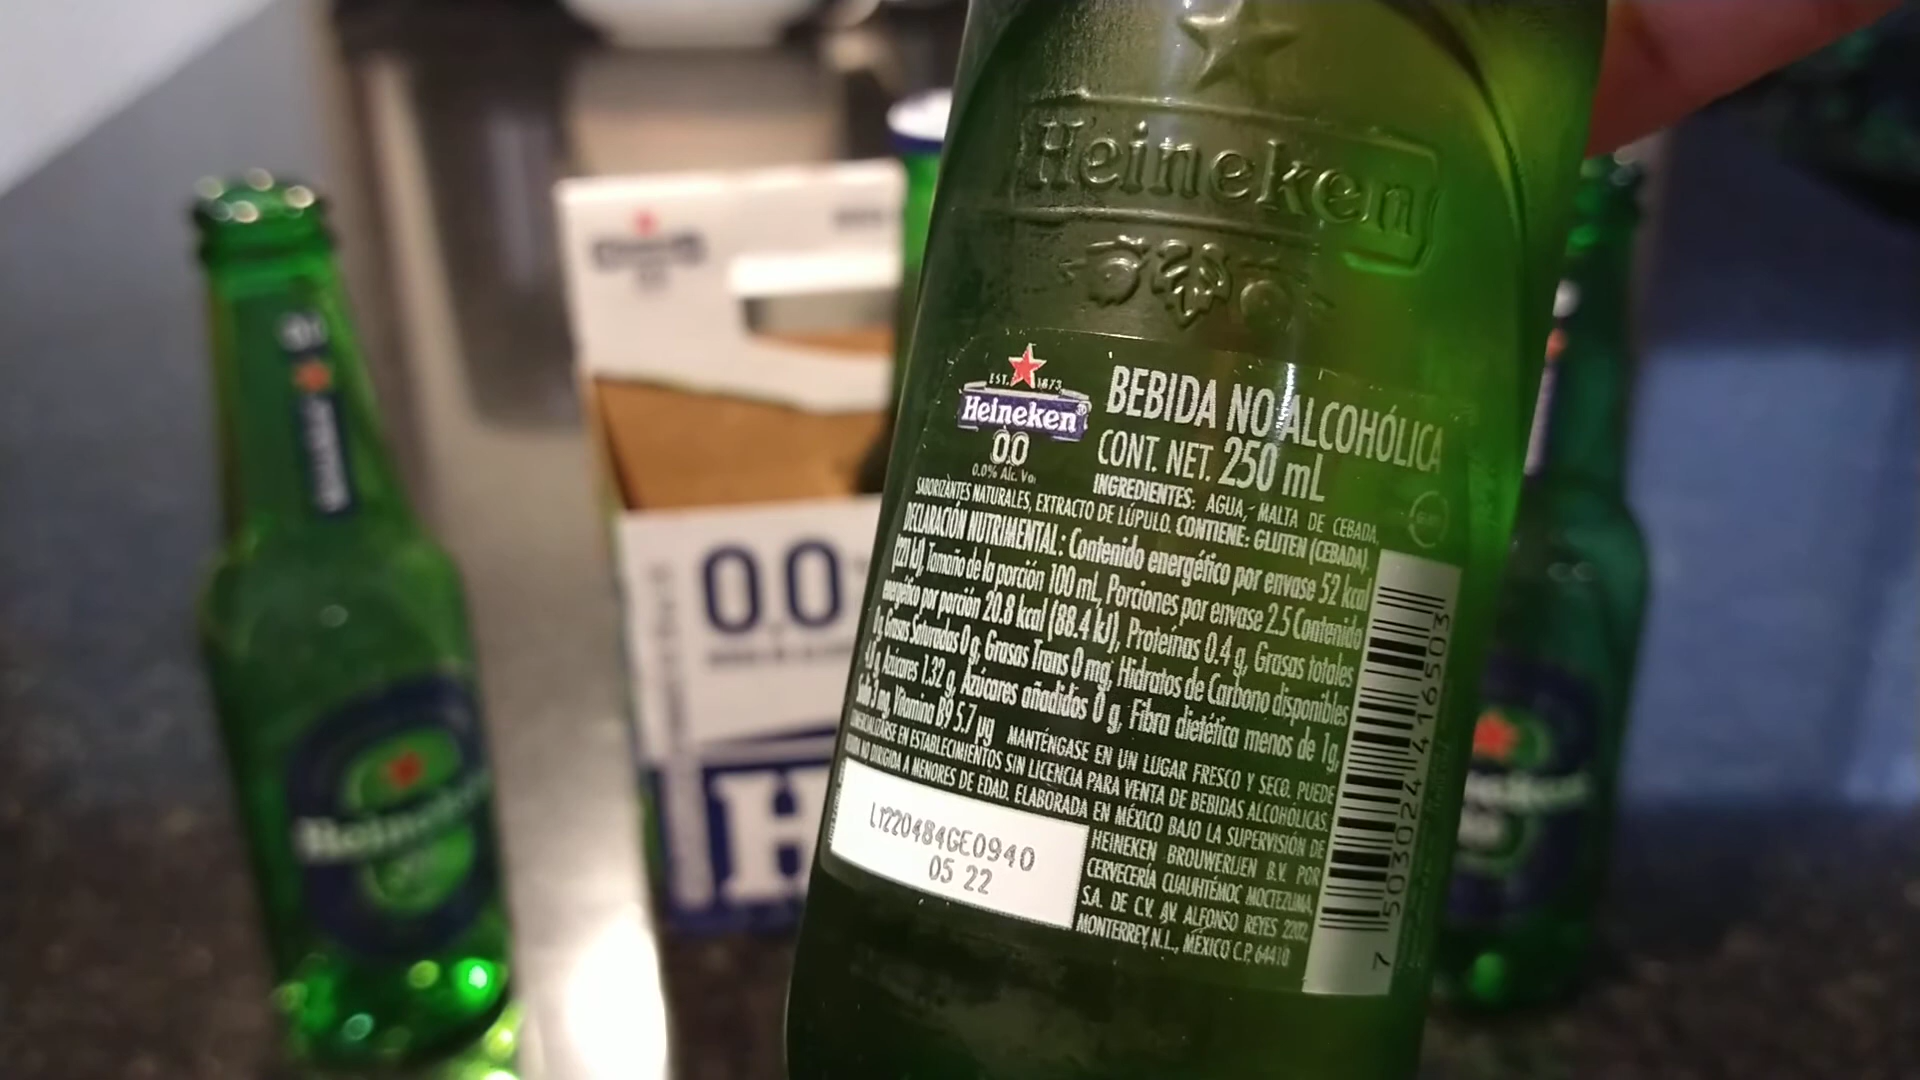 Heineken
EST. 1873
Heineken®
0.0
0.0% Alc. Vol
BEBIDA NO ALCOHÓLICA
CONT. NET. 250 mL
INGREDIENTES: AGUA, MALTA DE CEBADA,
SABORIZANTES NATURALES, EXTRACTO DE LÚPULO. CONTIENE: GLUTEN (CEBADA).
DECLARACIÓN NUTRIMENTAL: Contenido energético por envase 52 kcal
(221 kJ), Tamaño de la porción 100 mL, Porciones por envase 2.5 Contenido
energético por porción 20.8 kcal (88.4 kJ), Proteínas 0.4 g, Grasas totales
0 g, Grasas Saturadas 0 g, Grasas Trans 0 mg, Hidratos de Carbono disponibles
g, Azúcares 1.32 g, Azúcares añadidos 0 g, Fibra dietética menos de 1g,
Sodio 3 mg, Vitamina B9 5.7 µg MANTÉNGASE EN UN LUGAR FRESCO Y SECO. PUEDE
COMERCIALIZARSE EN ESTABLECIMIENTOS SIN LICENCIA PARA VENTA DE BEBIDAS ALCOHÓLICAS.
NO DIRIGIDA A MENORES DE EDAD. ELABORADA EN MÉXICO BAJO LA SUPERVISIÓN DE
HEINEKEN BROUWERIJEN B.V. POR
CERVECERÍA CUAUHTÉMOC MOCTEZUMA,
S.A. DE C.V. AV. ALFONSO REYES 2202,
MONTERREY, N.L., MÉXICO C.P. 64410
L1220484GE0940
05 22
7 503024 416503
0.0
H
Heineken